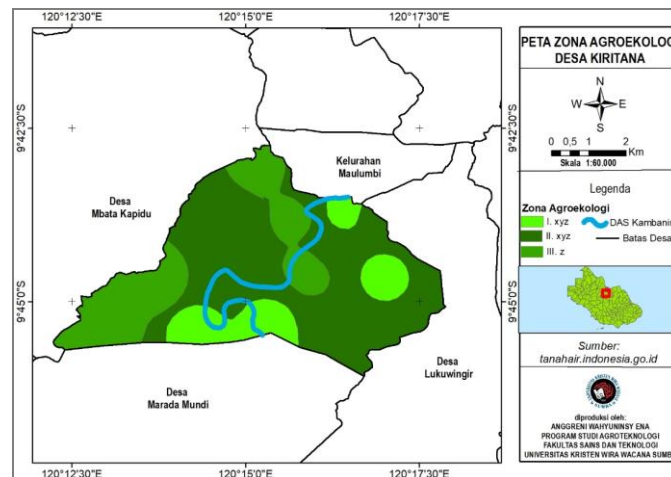 120°12'30"E 120°15'0"E 120°17'30"E
PETA ZONA AGROEKOLOGI
DESA KIRITANA
N
W E
S
0 0,5 1 2
Km
Skala 1:60.000
9°42'30"S
9°42'30"S
Kelurahan
Maulumbi
Desa
Mbata Kapidu
Legenda
Zona Agroekologi
I. xyz
II. xyz
III. z
DAS Kambanir
Batas Desa
9°45'0"S
9°45'0"S
Desa
Lukuwingir
Desa
Marada Mundi
Sumber:
tanahair.indonesia.go.id
diproduksi oleh:
ANGGRENI WAHYUNINSY ENA
PROGRAM STUDI AGROTEKNOLOGI
FAKULTAS SAINS DAN TEKNOLOGI
UNIVERSITAS KRISTEN WIRA WACANA SUMB
120°12'30"E 120°15'0"E 120°17'30"E